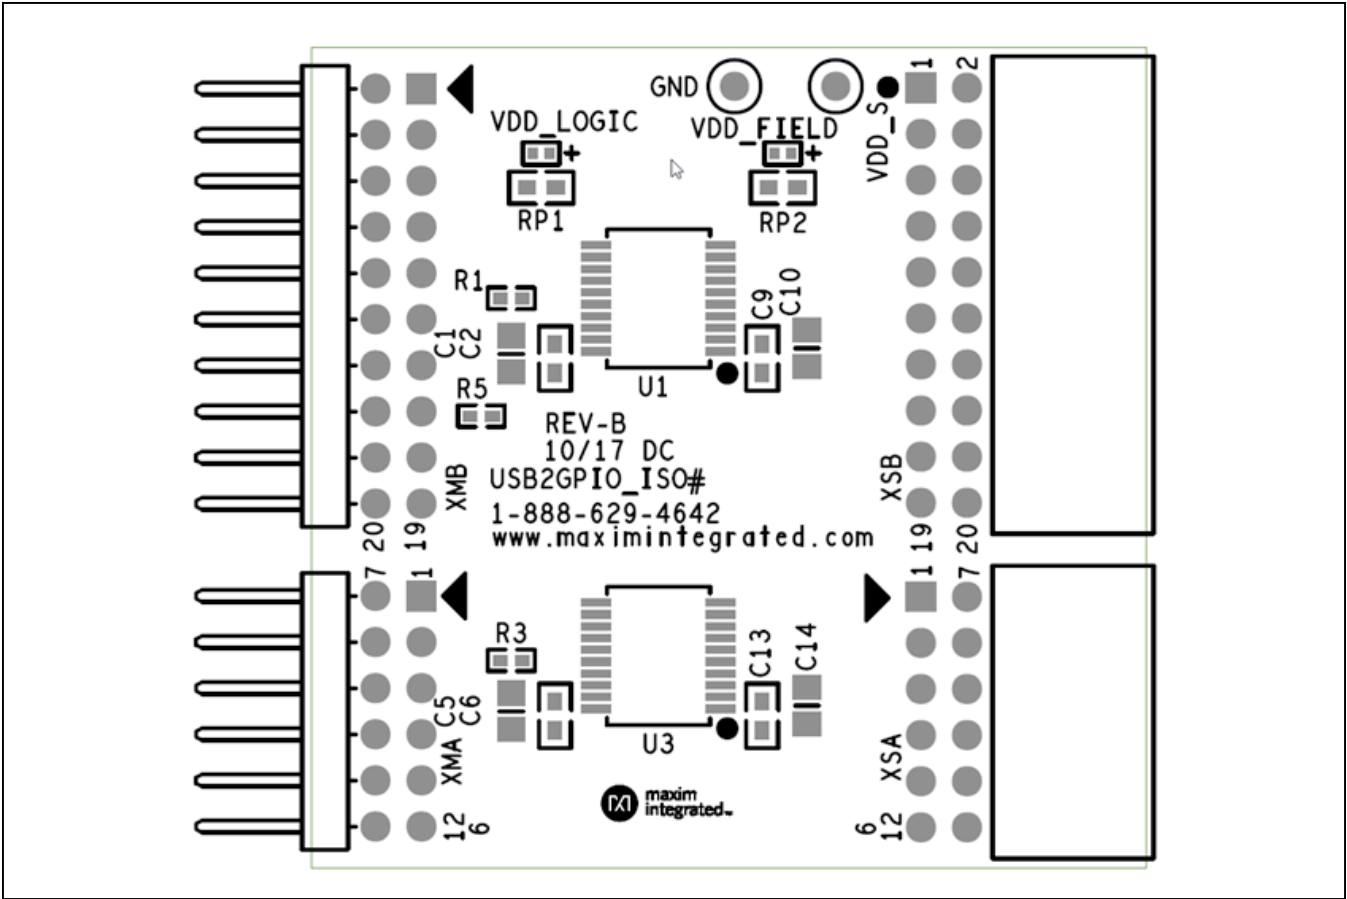 1 2
GND
VDD_LOGIC
VDD_FIELD
VDD_S
+ +
RP1
RP2
R1
C9
C10
C1
C2
U1
R5
REV-B
10/17 DC
XMB
USB2GPIO_ISO#
XSB
1-888-629-4642
20 19
www.maximintegrated.com
19 20
7 1
1 7
R3
C13
C14
C5
C6
U3
XMA
XSA
maxim
integrated™
12
6
6
12